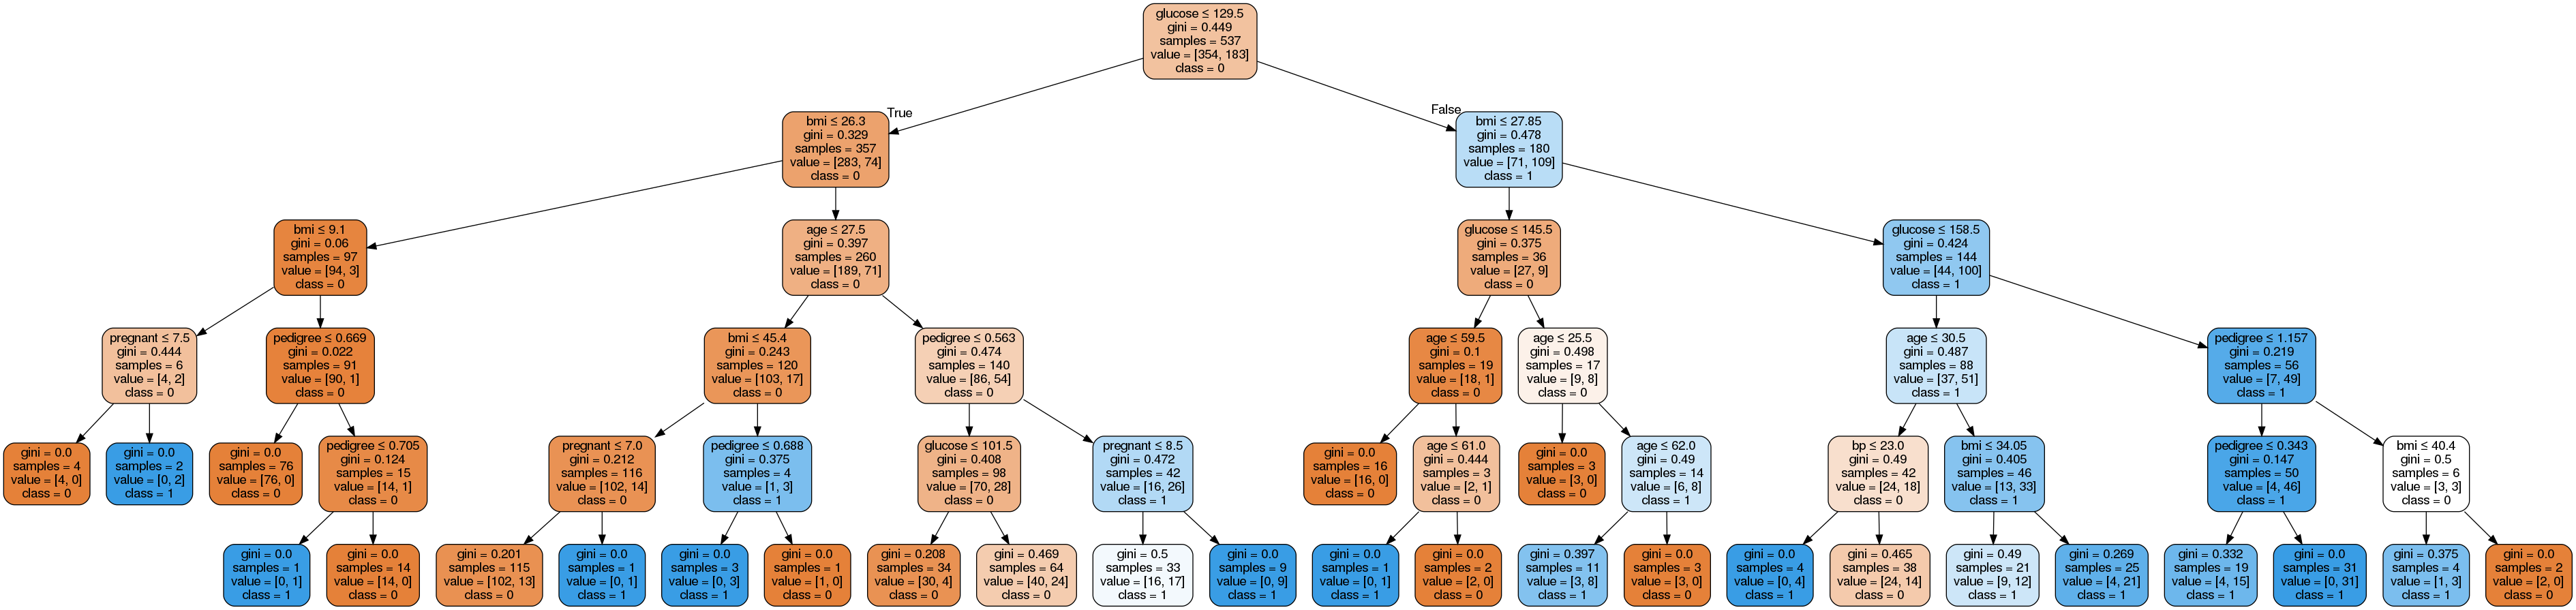 glucose ≤ 129.5
gini = 0.449
samples = 537
value = [354, 183]
class = 0
True
False
bmi ≤ 26.3
gini = 0.329
samples = 357
value = [283, 74]
class = 0
bmi ≤ 27.85
gini = 0.478
samples = 180
value = [71, 109]
class = 1
bmi ≤ 9.1
gini = 0.06
samples = 97
value = [94, 3]
class = 0
age ≤ 27.5
gini = 0.397
samples = 260
value = [189, 71]
class = 0
glucose ≤ 145.5
gini = 0.375
samples = 36
value = [27, 9]
class = 0
glucose ≤ 158.5
gini = 0.424
samples = 144
value = [44, 100]
class = 1
pregnant ≤ 7.5
gini = 0.444
samples = 6
value = [4, 2]
class = 0
pedigree ≤ 0.669
gini = 0.022
samples = 91
value = [90, 1]
class = 0
bmi ≤ 45.4
gini = 0.243
samples = 120
value = [103, 17]
class = 0
pedigree ≤ 0.563
gini = 0.474
samples = 140
value = [86, 54]
class = 0
age ≤ 59.5
gini = 0.1
samples = 19
value = [18, 1]
class = 0
age ≤ 25.5
gini = 0.498
samples = 17
value = [9, 8]
class = 0
age ≤ 30.5
gini = 0.487
samples = 88
value = [37, 51]
class = 1
pedigree ≤ 1.157
gini = 0.219
samples = 56
value = [7, 49]
class = 1
gini = 0.0
samples = 4
value = [4, 0]
class = 0
gini = 0.0
samples = 2
value = [0, 2]
class = 1
gini = 0.0
samples = 76
value = [76, 0]
class = 0
pedigree ≤ 0.705
gini = 0.124
samples = 15
value = [14, 1]
class = 0
pregnant ≤ 7.0
gini = 0.212
samples = 116
value = [102, 14]
class = 0
pedigree ≤ 0.688
gini = 0.375
samples = 4
value = [1, 3]
class = 1
glucose ≤ 101.5
gini = 0.408
samples = 98
value = [70, 28]
class = 0
pregnant ≤ 8.5
gini = 0.472
samples = 42
value = [16, 26]
class = 1
gini = 0.0
samples = 16
value = [16, 0]
class = 0
age ≤ 61.0
gini = 0.444
samples = 3
value = [2, 1]
class = 0
gini = 0.0
samples = 3
value = [3, 0]
class = 0
age ≤ 62.0
gini = 0.49
samples = 14
value = [6, 8]
class = 1
bp ≤ 23.0
gini = 0.49
samples = 42
value = [24, 18]
class = 0
bmi ≤ 34.05
gini = 0.405
samples = 46
value = [13, 33]
class = 1
pedigree ≤ 0.343
gini = 0.147
samples = 50
value = [4, 46]
class = 1
bmi ≤ 40.4
gini = 0.5
samples = 6
value = [3, 3]
class = 0
gini = 0.0
samples = 1
value = [0, 1]
class = 1
gini = 0.0
samples = 14
value = [14, 0]
class = 0
gini = 0.201
samples = 115
value = [102, 13]
class = 0
gini = 0.0
samples = 1
value = [0, 1]
class = 1
gini = 0.0
samples = 3
value = [0, 3]
class = 1
gini = 0.0
samples = 1
value = [1, 0]
class = 0
gini = 0.208
samples = 34
value = [30, 4]
class = 0
gini = 0.469
samples = 64
value = [40, 24]
class = 0
gini = 0.5
samples = 33
value = [16, 17]
class = 1
gini = 0.0
samples = 9
value = [0, 9]
class = 1
gini = 0.0
samples = 1
value = [0, 1]
class = 1
gini = 0.0
samples = 2
value = [2, 0]
class = 0
gini = 0.397
samples = 11
value = [3, 8]
class = 1
gini = 0.0
samples = 3
value = [3, 0]
class = 0
gini = 0.0
samples = 4
value = [0, 4]
class = 1
gini = 0.465
samples = 38
value = [24, 14]
class = 0
gini = 0.49
samples = 21
value = [9, 12]
class = 1
gini = 0.269
samples = 25
value = [4, 21]
class = 1
gini = 0.332
samples = 19
value = [4, 15]
class = 1
gini = 0.0
samples = 31
value = [0, 31]
class = 1
gini = 0.375
samples = 4
value = [1, 3]
class = 1
gini = 0.0
samples = 2
value = [2, 0]
class = 0